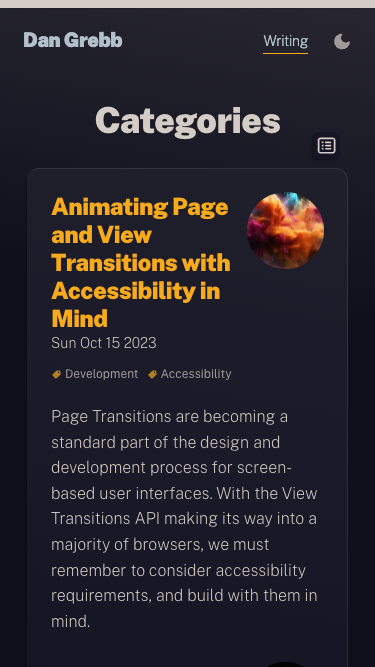 Dan Grebb
Writing
Categories
Animating Page
and View
Transitions with
Accessibility in
Mind
Sun Oct 15 2023
Development Accessibility
Page Transitions are becoming a
standard part of the design and
development process for screen-
based user interfaces. With the View
Transitions API making its way into a
majority of browsers, we must
remember to consider accessibility
requirements, and build with them in
mind.